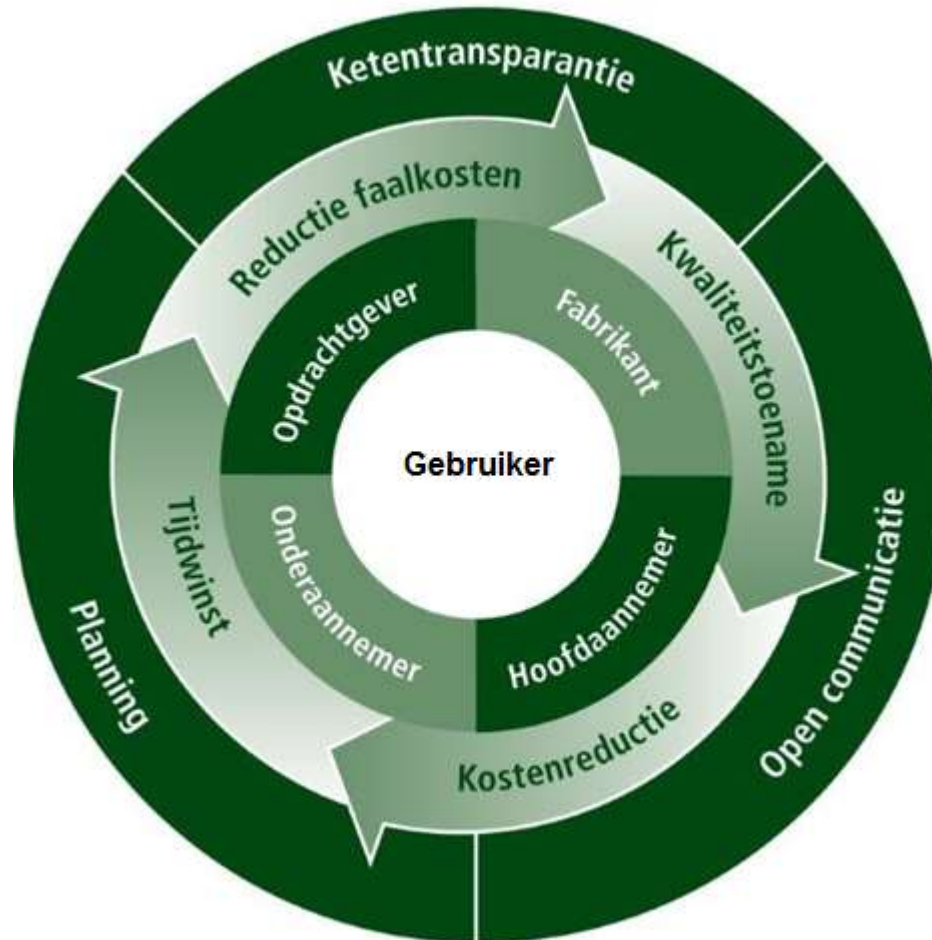 Ketentransparantie
Open communicatie
Planning
Reductie faalkosten
Kwaliteitstoename
Kostenreductie
Tijdwinst
Opdrachtgever
Fabrikant
Hoofdaannemer
Onderaannemer
Gebruiker